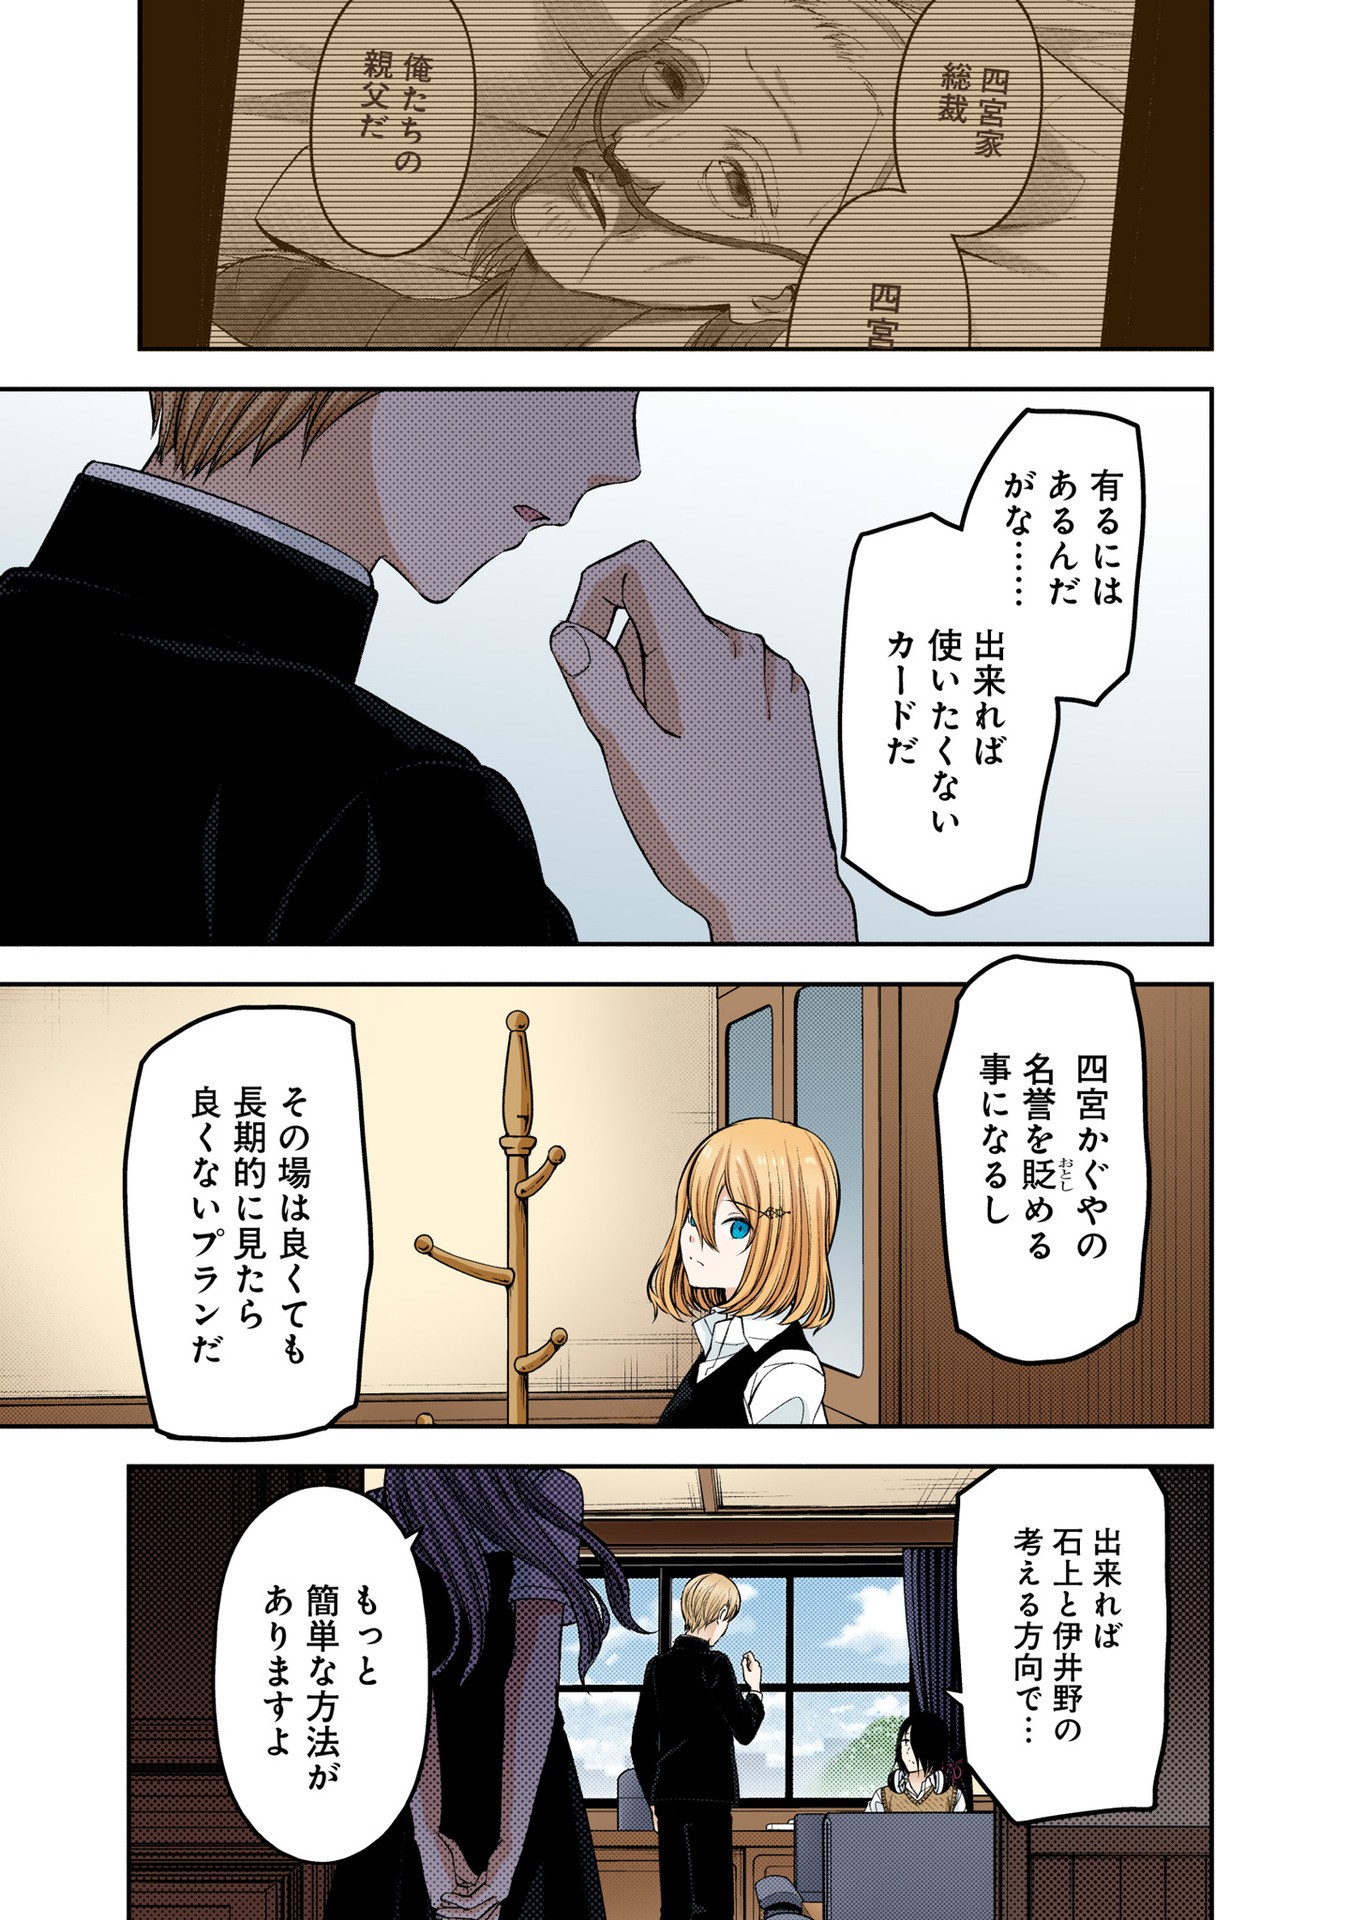 四宮家
総裁
四宮
俺たちの
親父だ
有るには
あるんだ
がな……
出来れば
使いたくない
カードだ
四宮かぐやの
名誉を貶める
おとし
事になるし
その場は良くても
長期的に見たら
良くないプランだ
出来れば
石上と伊井野の
考える方向で…
もっと
簡単な方法が
ありますよ